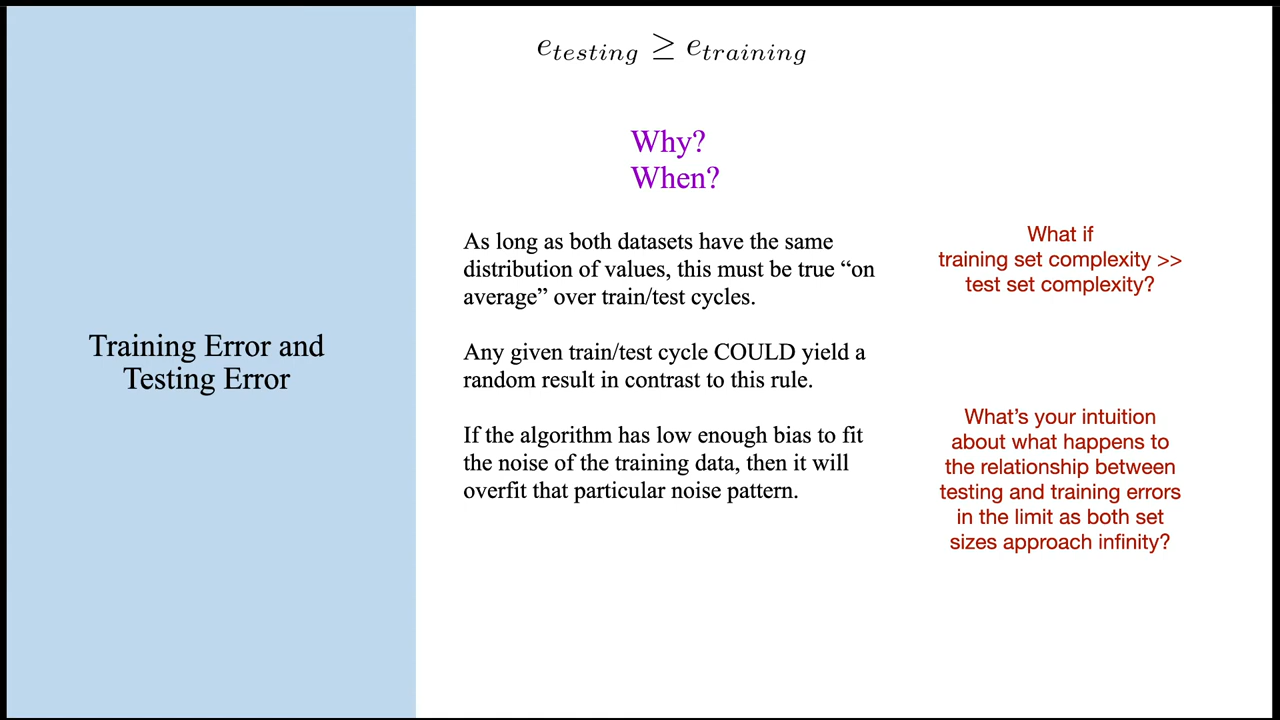 Training Error and
Testing Error
e_testing ≥ e_training
Why?
When?
As long as both datasets have the same
distribution of values, this must be true “on
average” over train/test cycles.
Any given train/test cycle COULD yield a
random result in contrast to this rule.
If the algorithm has low enough bias to fit
the noise of the training data, then it will
overfit that particular noise pattern.
What if
training set complexity >>
test set complexity?
What’s your intuition
about what happens to
the relationship between
testing and training errors
in the limit as both set
sizes approach infinity?